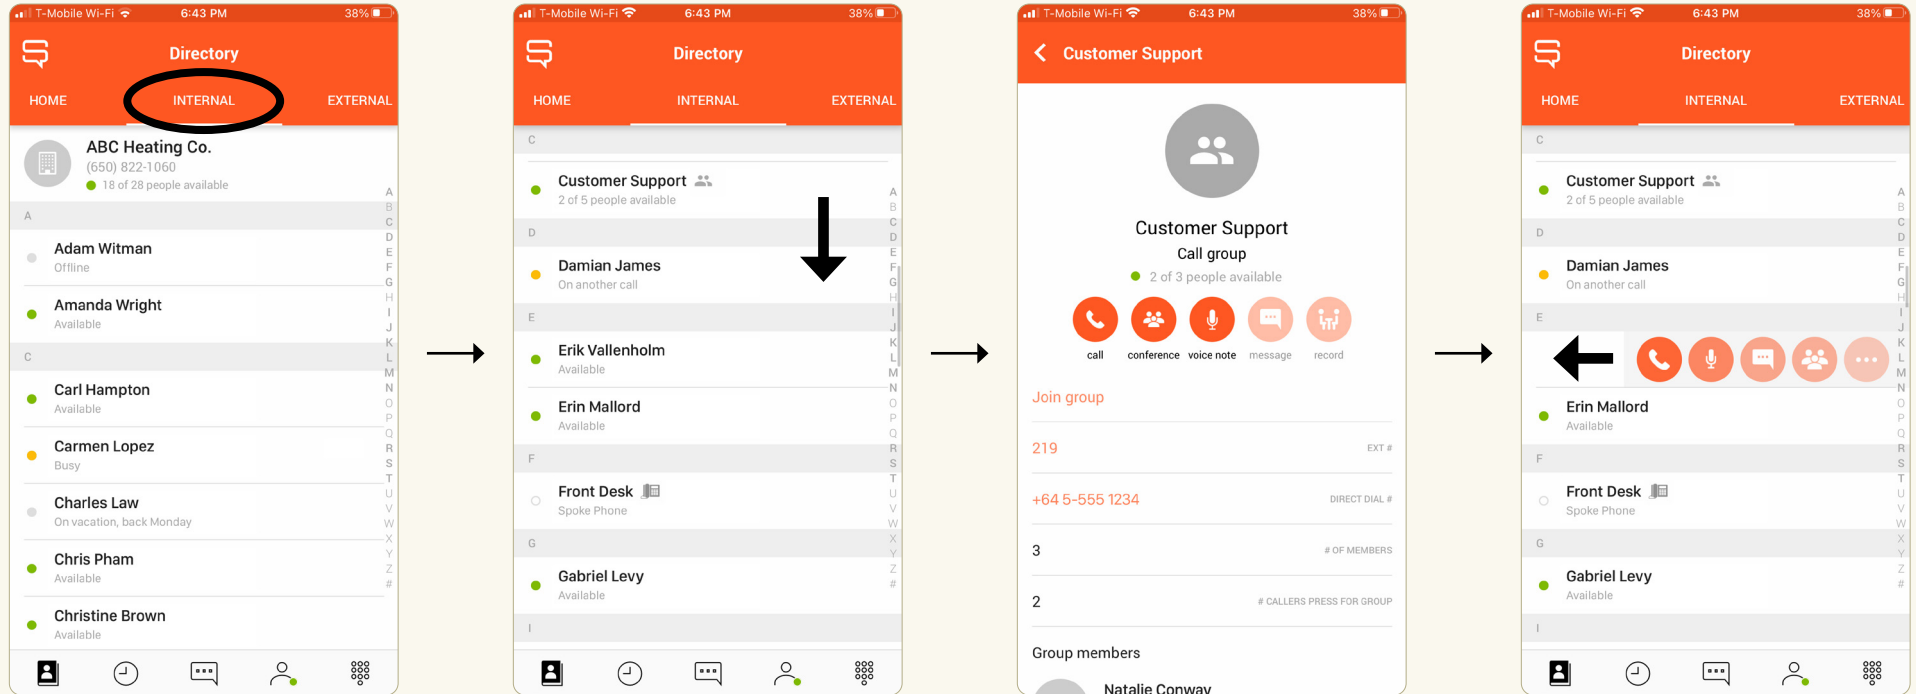 T-Mobile Wi-Fi 6:43 PM 38%
Directory
HOME INTERNAL EXTERNAL
ABC Heating Co.
(650) 822-1060
18 of 28 people available
A
Adam Witman
Offline
Amanda Wright
Available
C
Carl Hampton
Available
Carmen Lopez
Busy
Charles Law
On vacation, back Monday
Chris Pham
Available
Christine Brown
Available
A
B
C
D
E
F
G
H
I
J
K
L
M
N
O
P
Q
R
S
T
U
V
W
X
Y
Z
#
T-Mobile Wi-Fi 6:43 PM 38%
Directory
HOME INTERNAL EXTERNAL
C
Customer Support
2 of 5 people available
D
Damian James
On another call
E
Erik Vallenholm
Available
Erin Mallord
Available
F
Front Desk
Spoke Phone
G
Gabriel Levy
Available
I
A
B
C
D
E
F
G
H
I
J
K
L
M
N
O
P
Q
R
S
T
U
V
W
X
Y
Z
#
T-Mobile Wi-Fi 6:43 PM 38%
Customer Support
Customer Support
Call group
2 of 3 people available
call conference voice note message record
Join group
219 EXT #
+64 5-555 1234 DIRECT DIAL #
3 # OF MEMBERS
2 # CALLERS PRESS FOR GROUP
Group members
Natalie Conway
T-Mobile Wi-Fi 6:43 PM 38%
Directory
HOME INTERNAL EXTERNAL
C
Customer Support
2 of 5 people available
D
Damian James
On another call
E
Erin Mallord
Available
F
Front Desk
Spoke Phone
G
Gabriel Levy
Available
I
A
B
C
D
E
F
G
H
I
J
K
L
M
N
O
P
Q
R
S
T
U
V
W
X
Y
Z
#